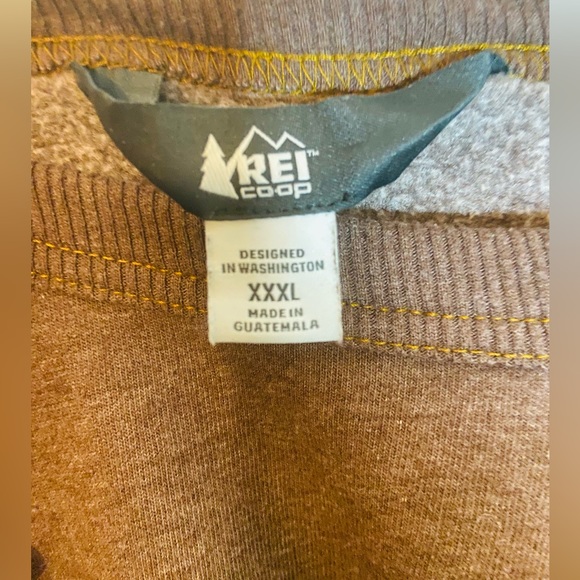 REI™
CO·OP
DESIGNED
IN WASHINGTON
XXXL
MADE IN
GUATEMALA